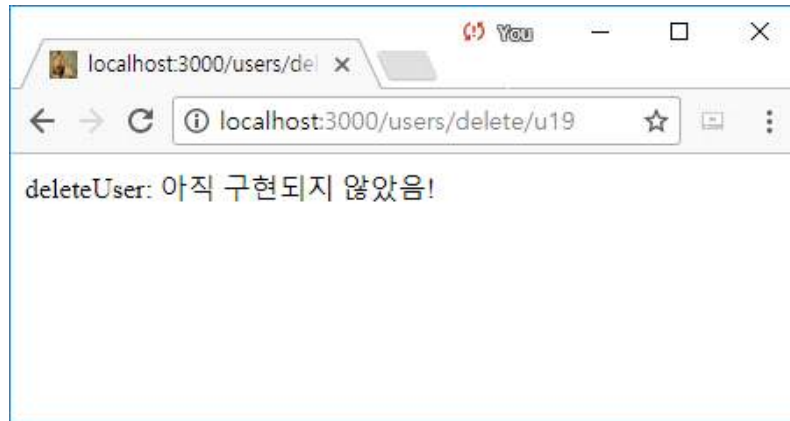 You
localhost:3000/users/del
localhost:3000/users/delete/u19
deleteUser: 아직 구현되지 않았음!